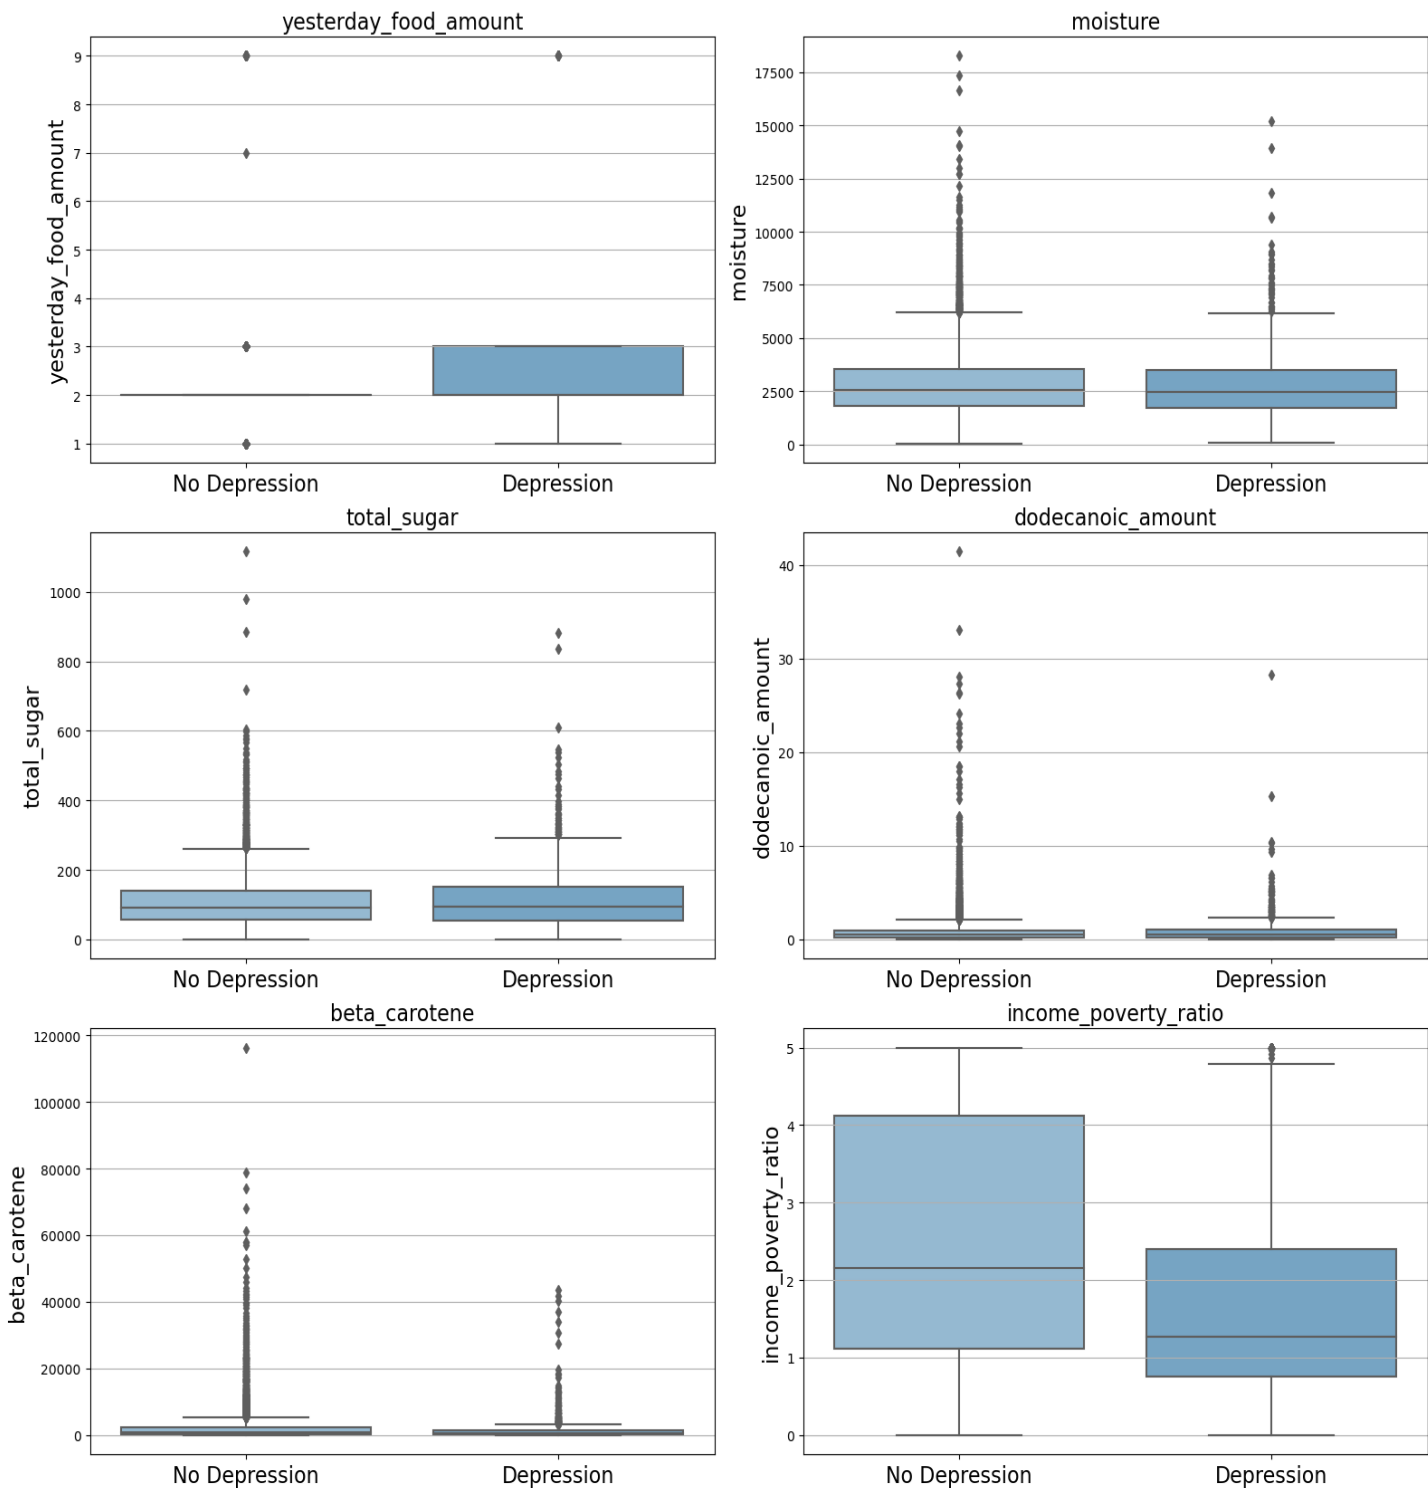 yesterday_food_amount
yesterday_food_amount
9
8
7
6
5
4
3
2
1
No Depression
Depression
moisture
moisture
17500
15000
12500
10000
7500
5000
2500
0
No Depression
Depression
total_sugar
total_sugar
1000
800
600
400
200
0
No Depression
Depression
dodecanoic_amount
dodecanoic_amount
40
30
20
10
0
No Depression
Depression
beta_carotene
beta_carotene
120000
100000
80000
60000
40000
20000
0
No Depression
Depression
income_poverty_ratio
income_poverty_ratio
5
4
3
2
1
0
No Depression
Depression